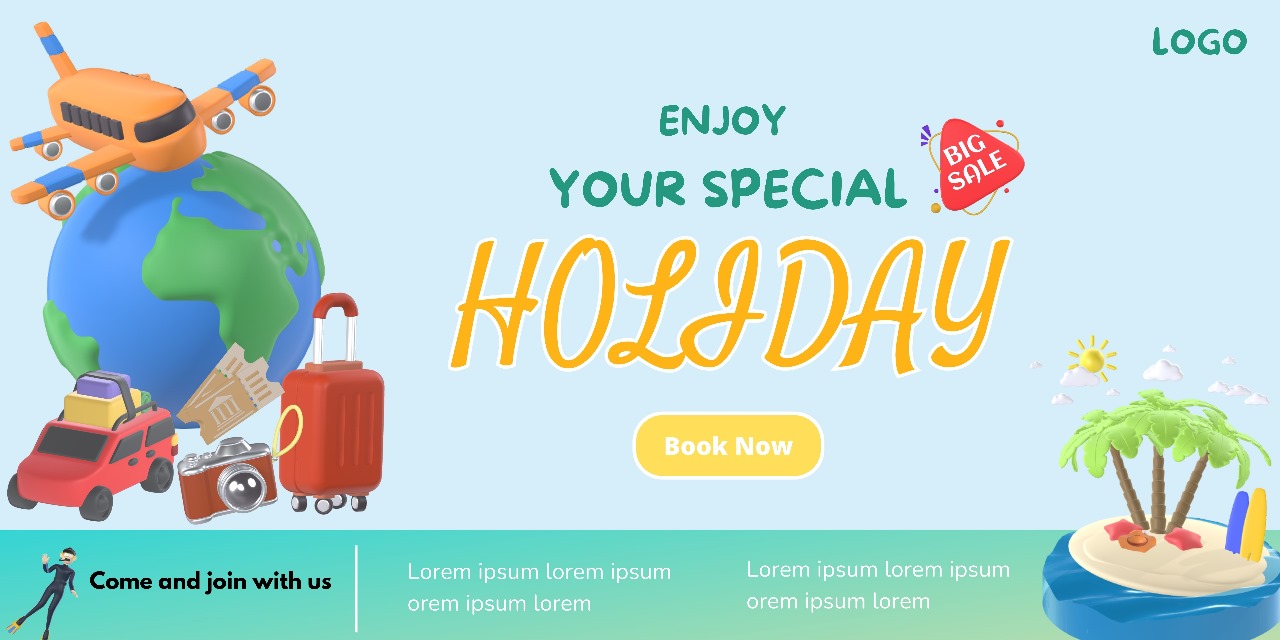 LOGO
ENJOY
YOUR SPECIAL
BIG
SALE
HOLIDAY
Book Now
Come and join with us
Lorem ipsum lorem ipsum
orem ipsum lorem
Lorem ipsum lorem ipsum
orem ipsum lorem